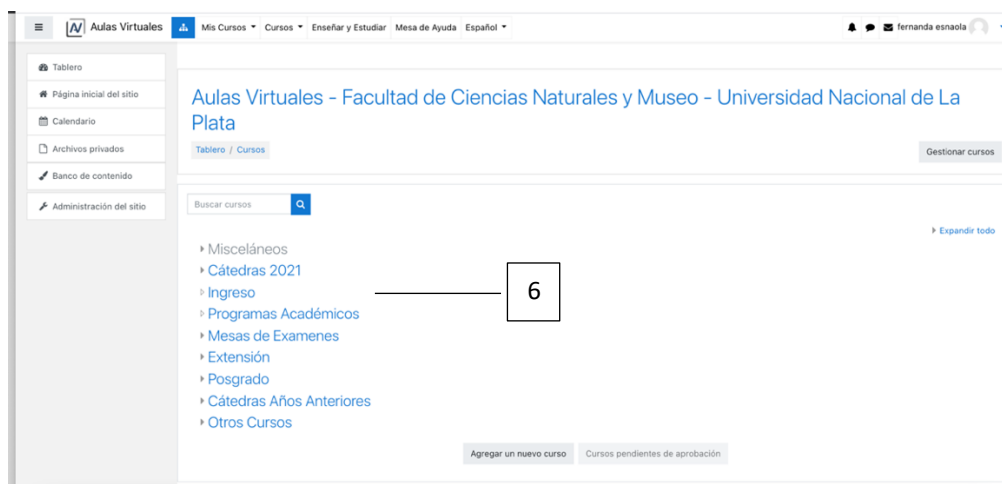 Aulas Virtuales Mis Cursos Cursos Enseñar y Estudiar Mesa de Ayuda Español fernanda esnaola
Tablero
Página inicial del sitio
Calendario
Archivos privados
Banco de contenido
Administración del sitio
Aulas Virtuales - Facultad de Ciencias Naturales y Museo - Universidad Nacional de La
Plata
Tablero / Cursos
Gestionar cursos
Buscar cursos
Expandir todo
Misceláneos
Cátedras 2021
Ingreso
6
Programas Académicos
Mesas de Examenes
Extensión
Posgrado
Cátedras Años Anteriores
Otros Cursos
Agregar un nuevo curso Cursos pendientes de aprobación